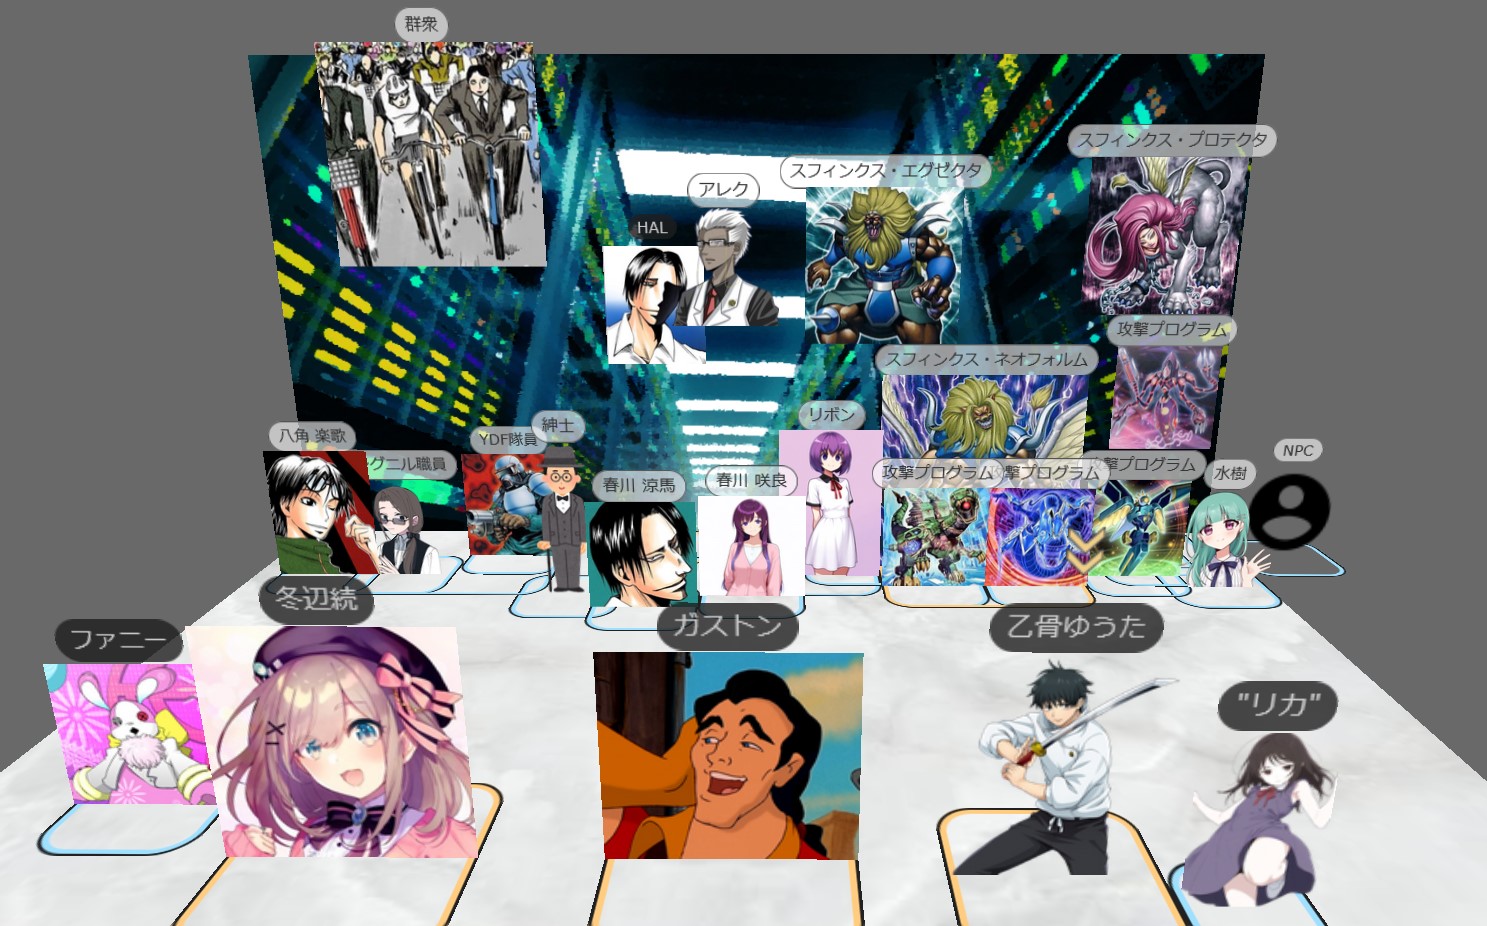 群衆
スフィンクス・プロテクタ
スフィンクス・エグゼクタ
アレク
HAL
攻撃プログラム
スフィンクス・ネオフォルム
リボン
八角 楽歌
グニル職員
YDF隊員
紳士
春川 涼馬
春川 咲良
攻撃プログラム
撃プログラム
撃プログラム
水樹
NPC
冬辺続
ファニー
ガストン
乙骨ゆうた
"リカ"